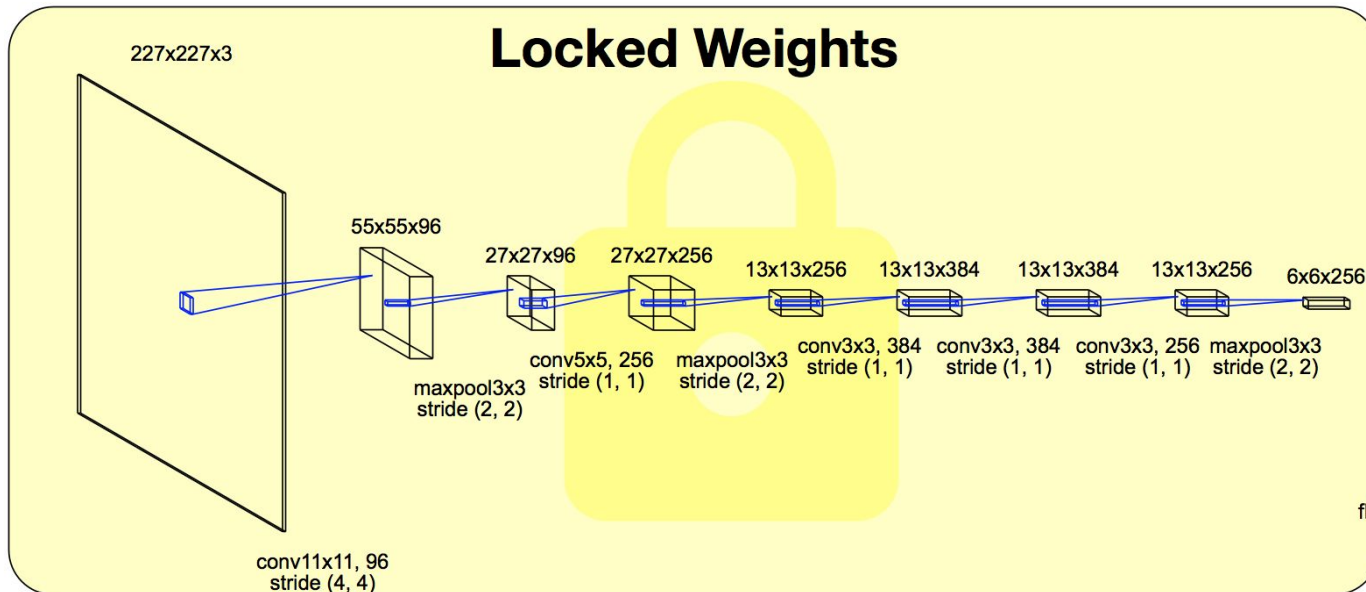 Locked Weights
227x227x3
55x55x96
27x27x96
27x27x256
13x13x256
13x13x384
13x13x384
13x13x256
6x6x256
conv11x11, 96
stride (4, 4)
maxpool3x3
stride (2, 2)
conv5x5, 256
stride (1, 1)
maxpool3x3
stride (2, 2)
conv3x3, 384
stride (1, 1)
conv3x3, 384
stride (1, 1)
conv3x3, 256
stride (1, 1)
maxpool3x3
stride (2, 2)